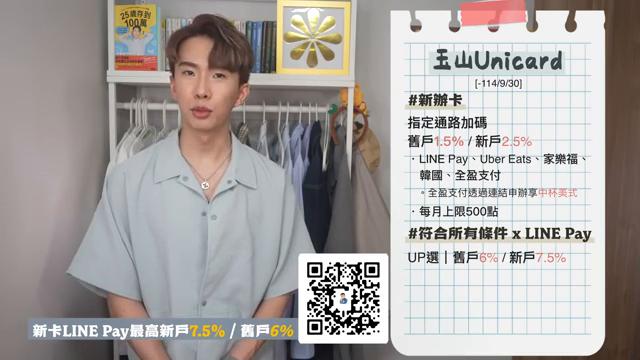 25歲存到
100萬
玉山Unicard
[-114/9/30]
#新辦卡
指定通路加碼
舊戶1.5% / 新戶2.5%
・LINE Pay、Uber Eats、家樂福、
韓國、全盈支付
。全盈支付透過連結申辦享中杯美式
・每月上限500點
#符合所有條件 x LINE Pay
UP選｜舊戶6% / 新戶7.5%
新卡LINE Pay最高新戶7.5% / 舊戶6%